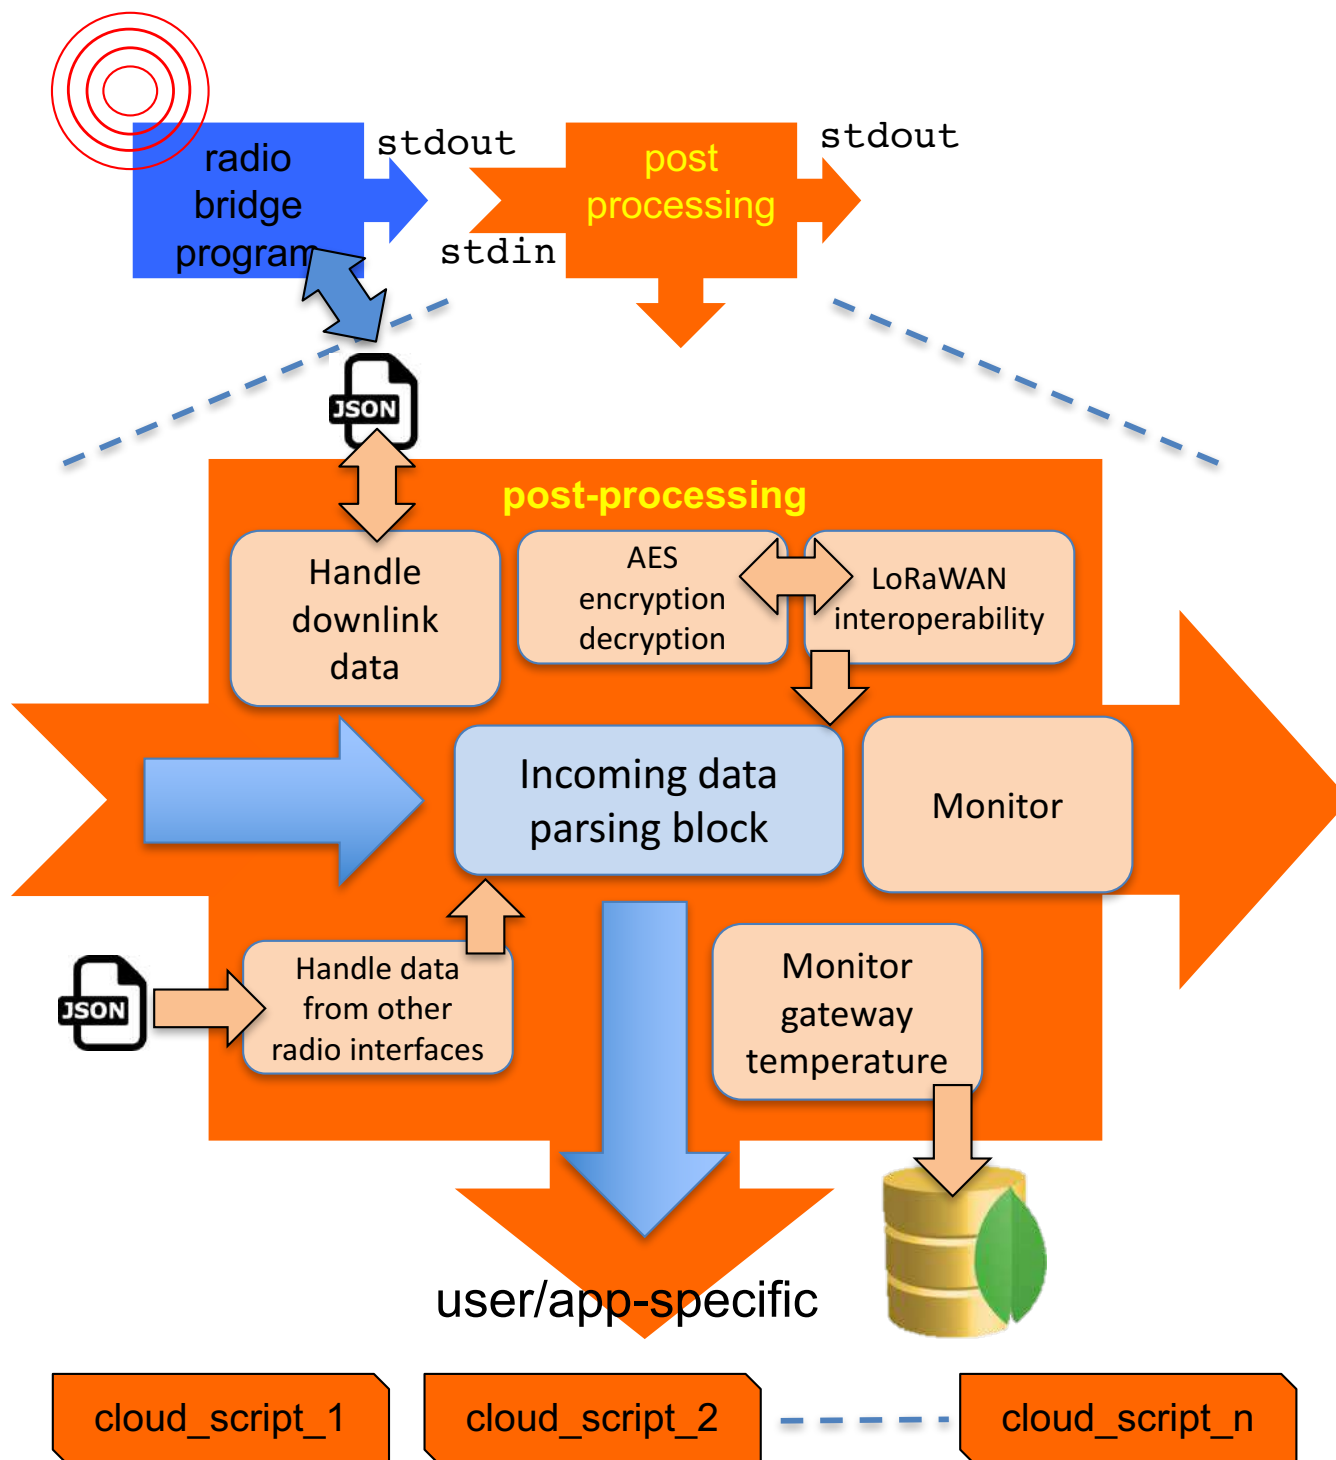 radio
bridge
program
stdout
stdin
post
processing
stdout
JSON
post-processing
Handle
downlink
data
AES
encryption
decryption
LoRaWAN
interoperability
Incoming data
parsing block
Monitor
JSON
Handle data
from other
radio interfaces
Monitor
gateway
temperature
user/app-specific
cloud_script_1
cloud_script_2
cloud_script_n